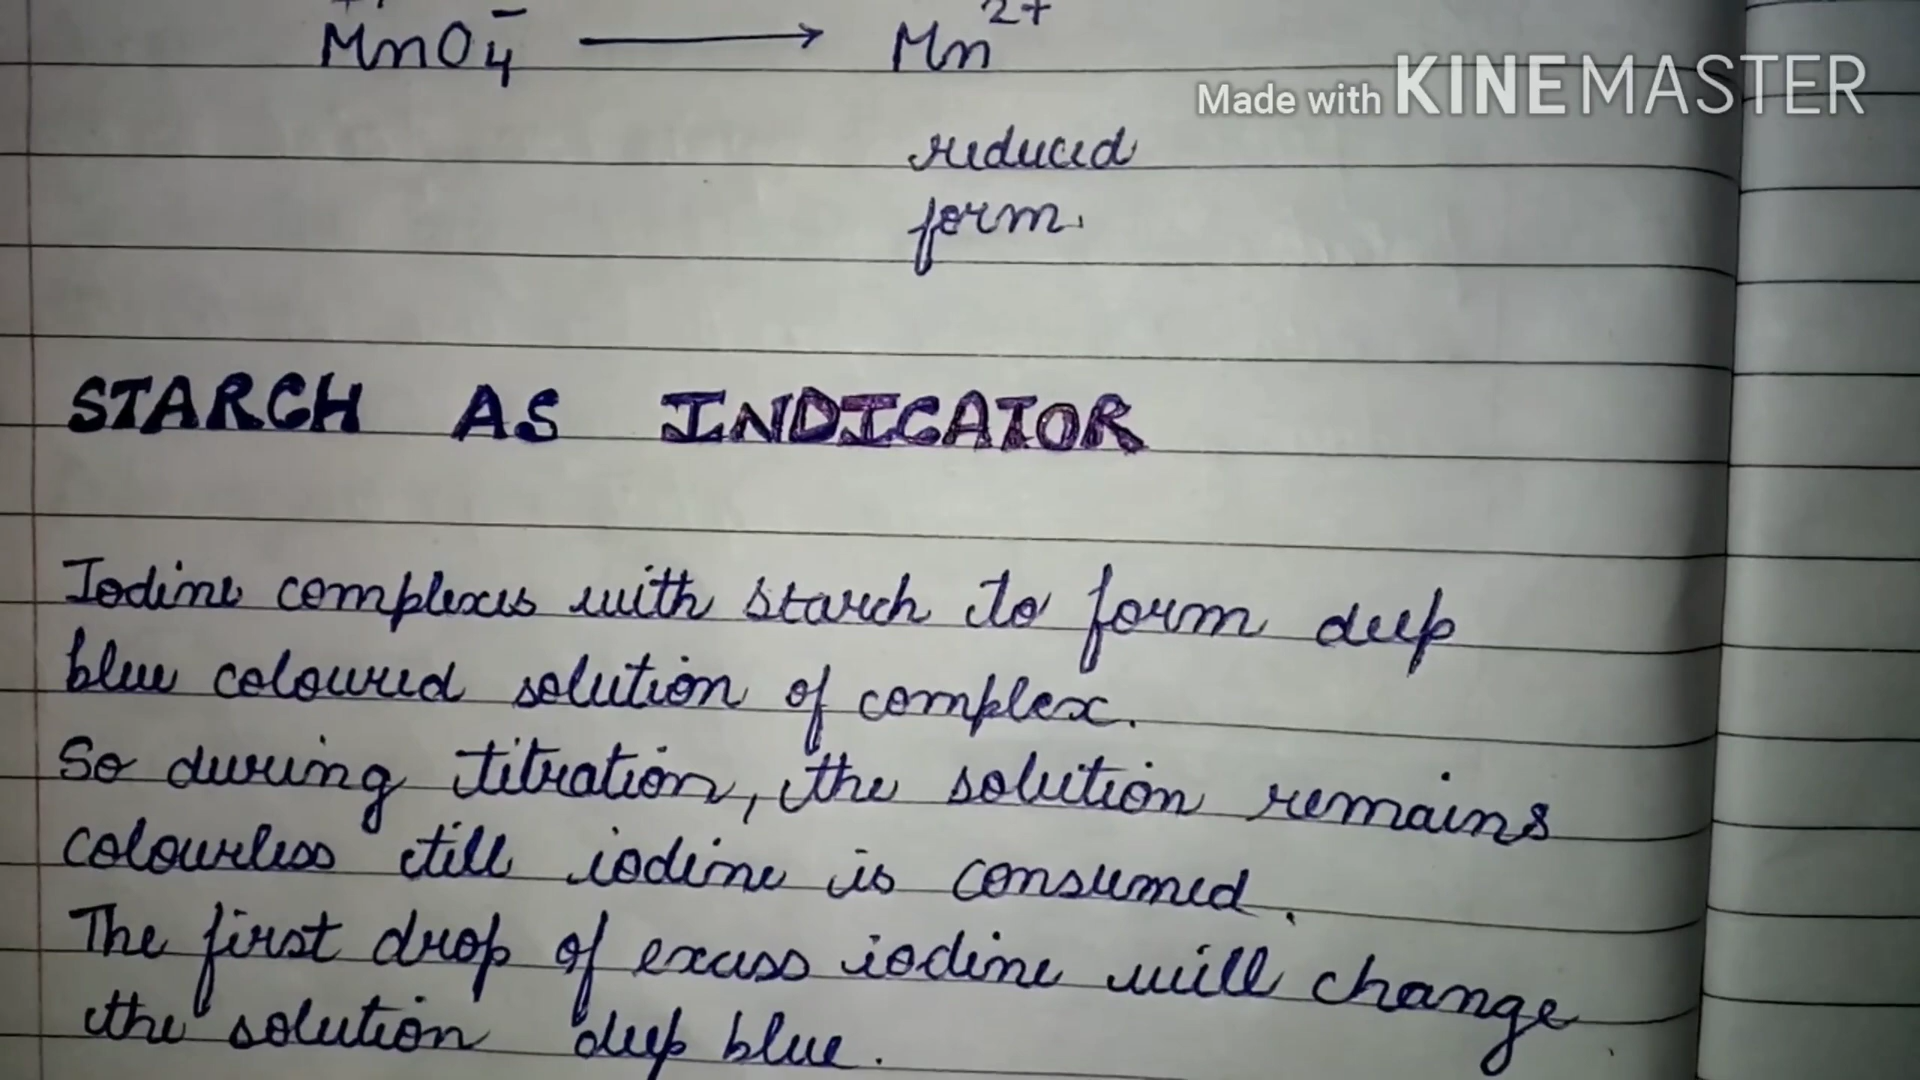 MnO4⁻ ⟶ Mn²⁺
Made with KINEMASTER
reduced
form.
STARCH AS INDICATOR
Iodine complexes with starch to form deep
blue coloured solution of complex.
So during titration, the solution remains
colourless till iodine is consumed.
The first drop of excess iodine will change
the solution deep blue.